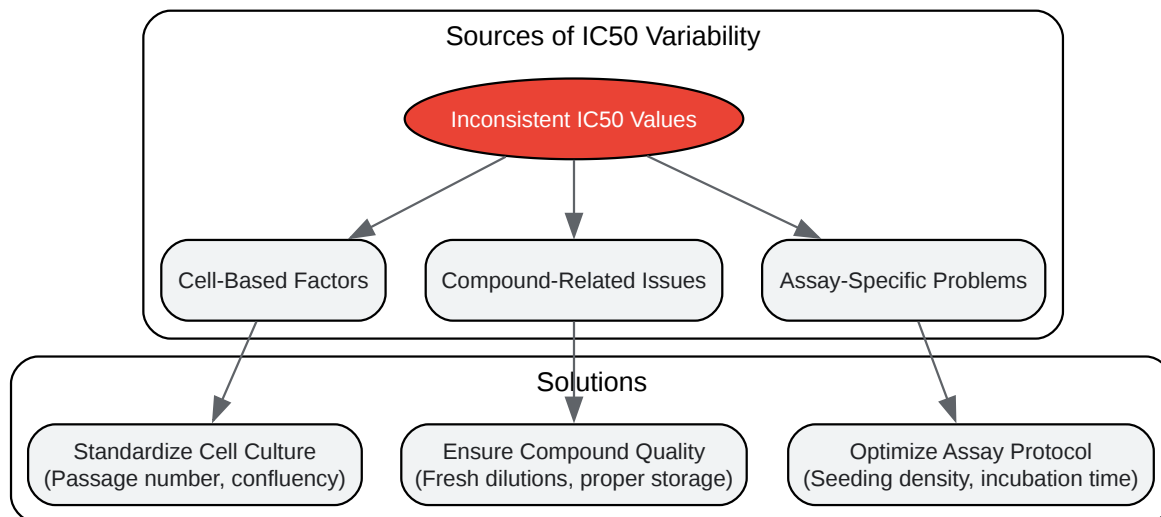 Sources of IC50 Variability
Inconsistent IC50 Values
Cell-Based Factors
Compound-Related Issues
Assay-Specific Problems
Solutions
Standardize Cell Culture
(Passage number, confluency)
Ensure Compound Quality
(Fresh dilutions, proper storage)
Optimize Assay Protocol
(Seeding density, incubation time)